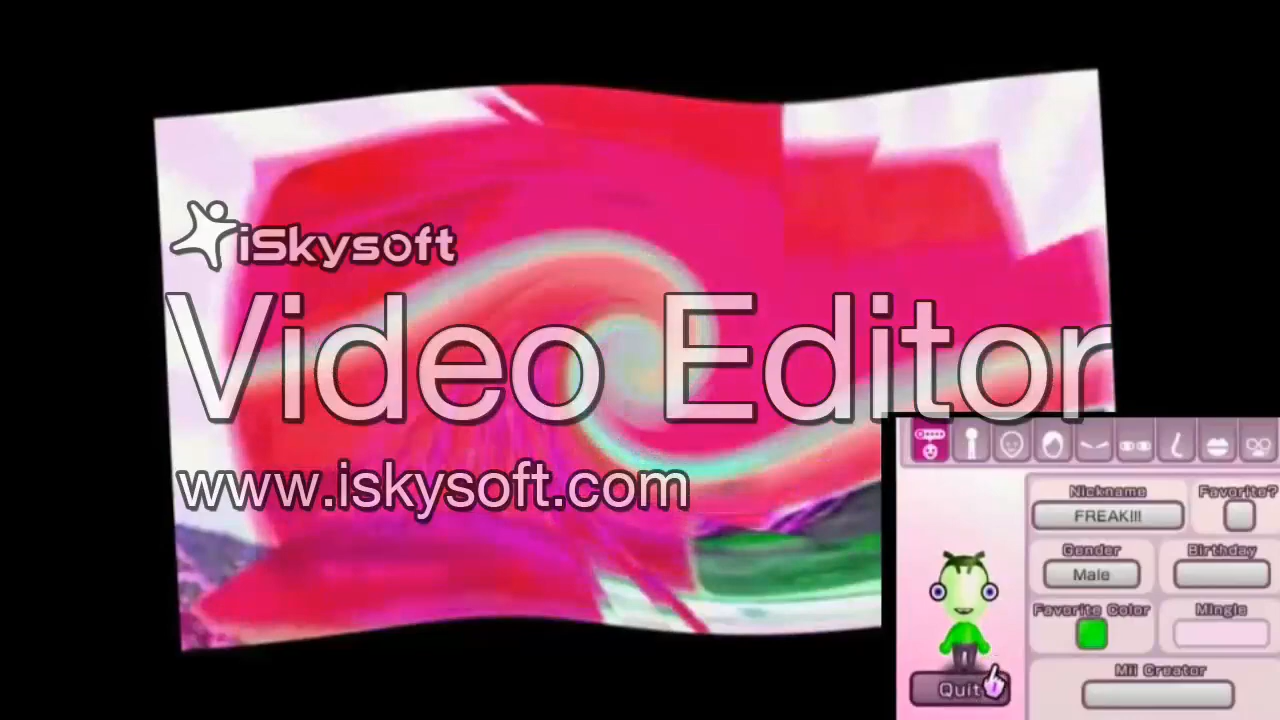 iSkysoft
Video Editor
www.iskysoft.com
Nickname
Favorite?
FREAK!!!
Gender
Birthday
Male
Favorite Color
Mingle
Mii Creator
Quit